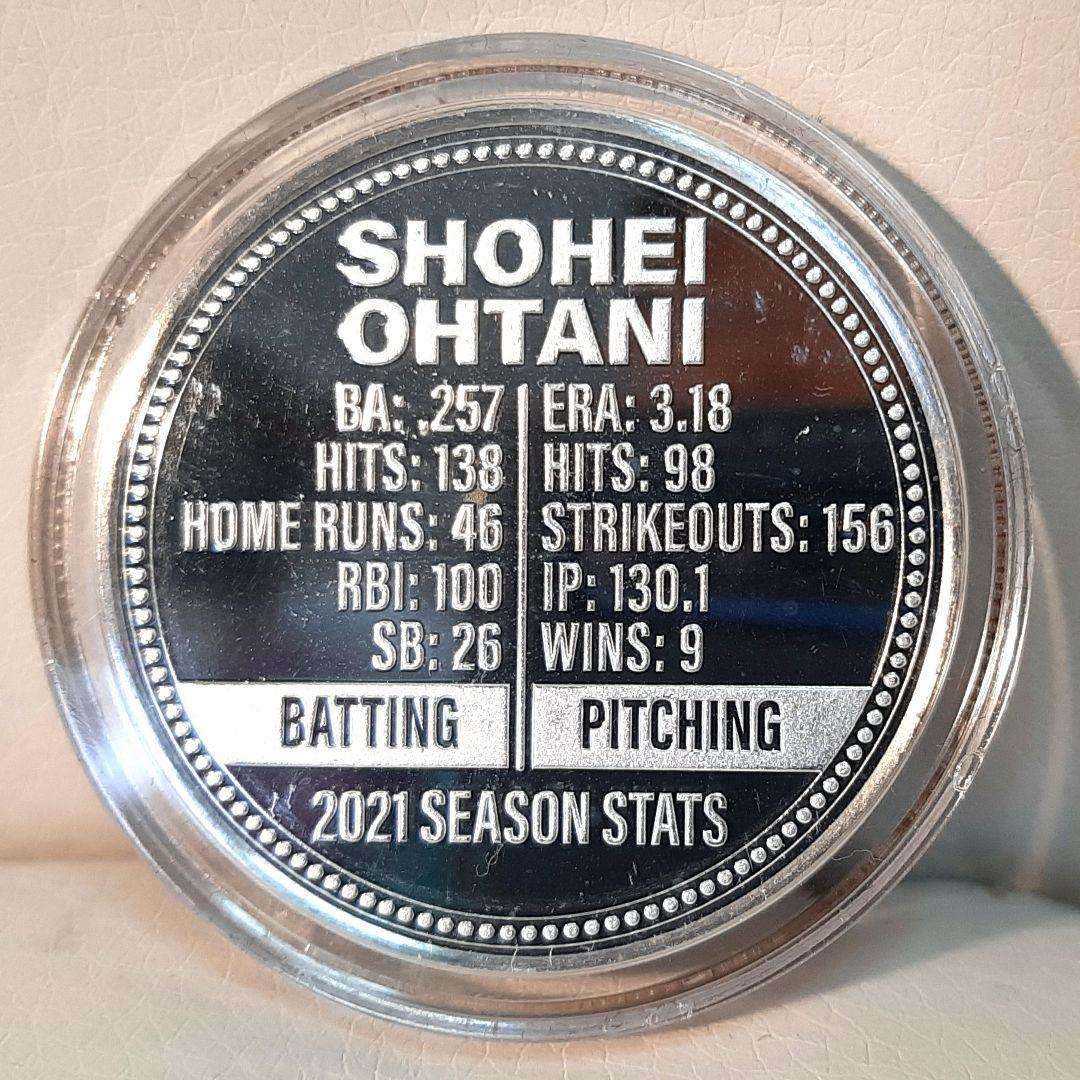 SHOHEI
OHTANI
BA: .257
HITS: 138
HOME RUNS: 46
RBI: 100
SB: 26
BATTING
ERA: 3.18
HITS: 98
STRIKEOUTS: 156
IP: 130.1
WINS: 9
PITCHING
2021 SEASON STATS